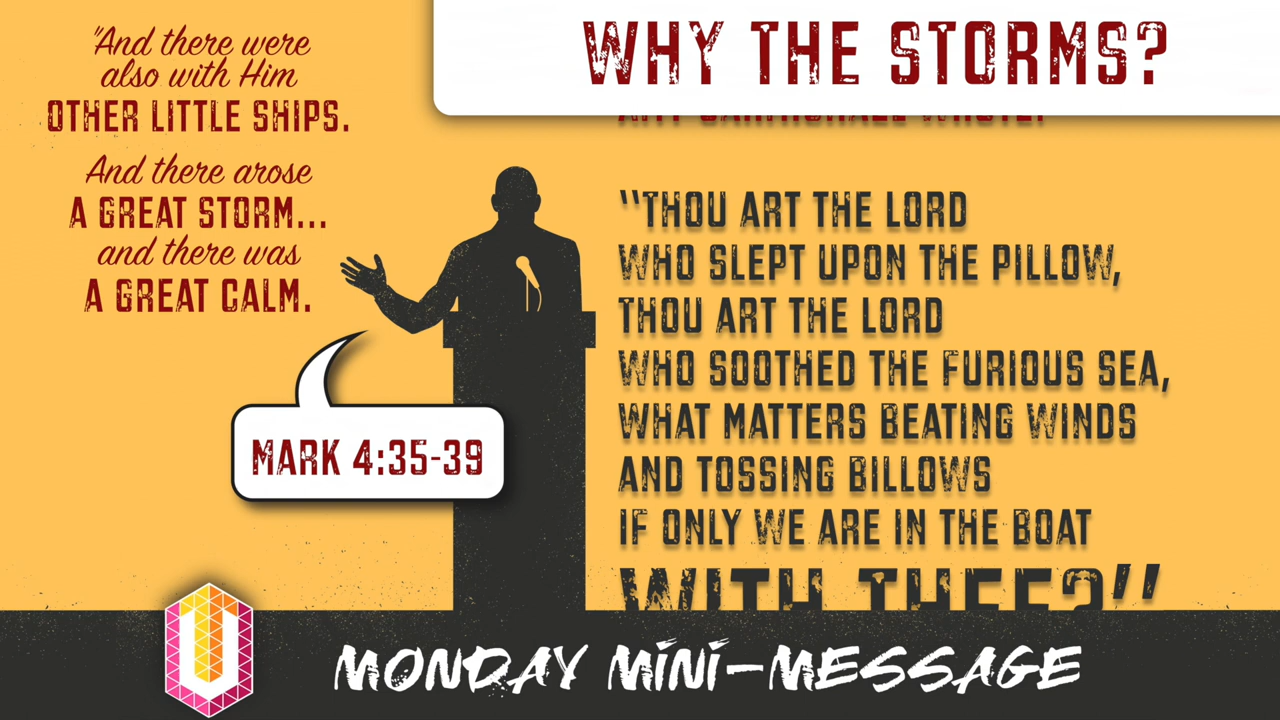 WHY THE STORMS?
"And there were
also with Him
OTHER LITTLE SHIPS.
And there arose
A GREAT STORM...
and there was
A GREAT CALM.
MARK 4:35-39
"THOU ART THE LORD
WHO SLEPT UPON THE PILLOW,
THOU ART THE LORD
WHO SOOTHED THE FURIOUS SEA,
WHAT MATTERS BEATING WINDS
AND TOSSING BILLOWS
IF ONLY WE ARE IN THE BOAT
WITH THEE?"
MONDAY MINI-MESSAGE